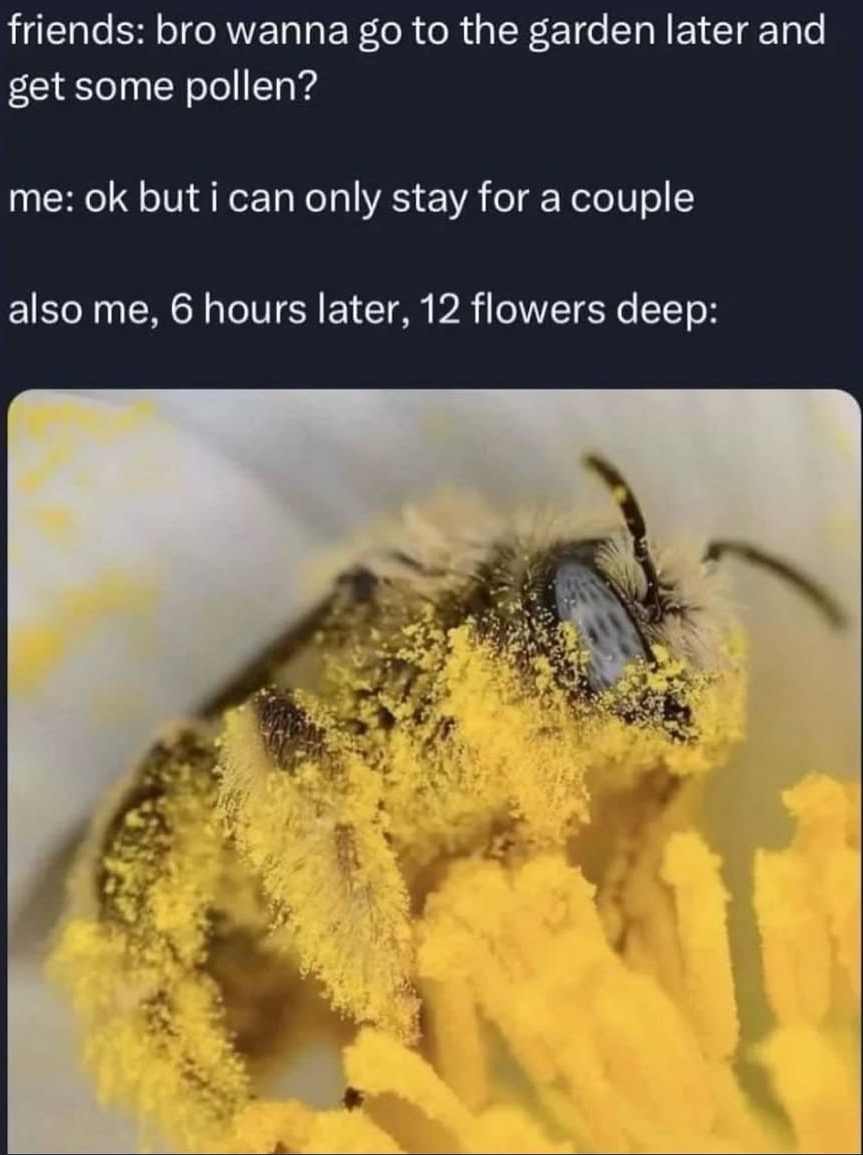 friends: bro wanna go to the garden later and
get some pollen?
me: ok but i can only stay for a couple
also me, 6 hours later, 12 flowers deep: